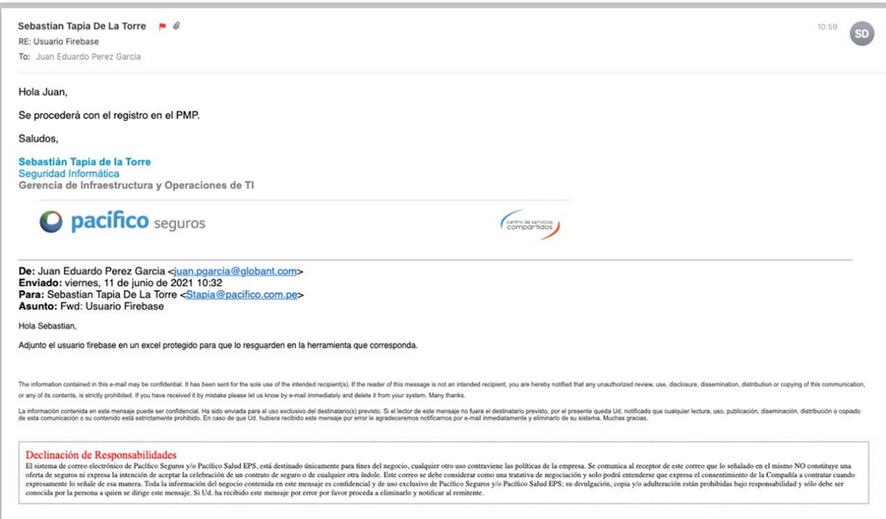 Sebastian Tapia De La Torre
10:59
SD
RE: Usuario Firebase
To: Juan Eduardo Perez Garcia
Hola Juan,
Se procederá con el registro en el PMP.
Saludos,
Sebastián Tapia de la Torre
Seguridad Informática
Gerencia de Infraestructura y Operaciones de TI
pacífico seguros
centro de servicios
compartidos
De: Juan Eduardo Perez Garcia <juan.pgarcia@globant.com>
Enviado: viernes, 11 de junio de 2021 10:32
Para: Sebastian Tapia De La Torre <Stapia@pacifico.com.pe>
Asunto: Fwd: Usuario Firebase
Hola Sebastian,
Adjunto el usuario firebase en un excel protegido para que lo resguarden en la herramienta que corresponda.
The information contained in this e-mail may be confidential. It has been sent for the sole use of the intended recipient(s). If the reader of this message is not an intended recipient, you are hereby notified that any unauthorized review, use, disclosure, dissemination, distribution or copying of this communication,
or any of its contents, is strictly prohibited. If you have received it by mistake please let us know by e-mail immediately and delete it from your system. Many thanks.
La información contenida en este mensaje puede ser confidencial. Ha sido enviada para el uso exclusivo del destinatario(s). Si el lector de este mensaje no fuera el destinatario previsto, por el presente queda Ud. notificado que cualquier lectura, uso, publicación, diseminación, distribución o copiado
de esta comunicación o su contenido está estrictamente prohibido. En caso de que Ud. hubiera recibido este mensaje por error le agradeceremos notificarnos por e-mail inmediatamente y eliminarlo de su sistema. Muchas gracias.
Declinación de Responsabilidades
El sistema de correo electrónico de Pacífico Seguros y/o Pacífico Salud EPS, está destinado únicamente para fines del negocio, cualquier otro uso contraviene las políticas de la empresa. Se comunica al receptor de este correo que lo señalado en el mismo NO constituye una
oferta de seguros ni expresa la intención de aceptar la celebración de un contrato de seguros o de cualquier otra índole. Este correo se debe considerar como una tratativa de negociación y solo podrá entenderse que expresa el consentimiento de la Compañía a contratar cuando
expresamente lo señale de esa manera. Toda la información del negocio contenida en este mensaje es confidencial y de uso exclusivo de Pacífico Seguros y/o Pacífico Salud EPS; su divulgación, copia y/o adulteración están prohibidas bajo responsabilidad y sólo debe ser
conocida por la persona a quien se dirige este mensaje. Si Ud. ha recibido este mensaje por error por favor proceda a eliminarlo y notificar al remitente.